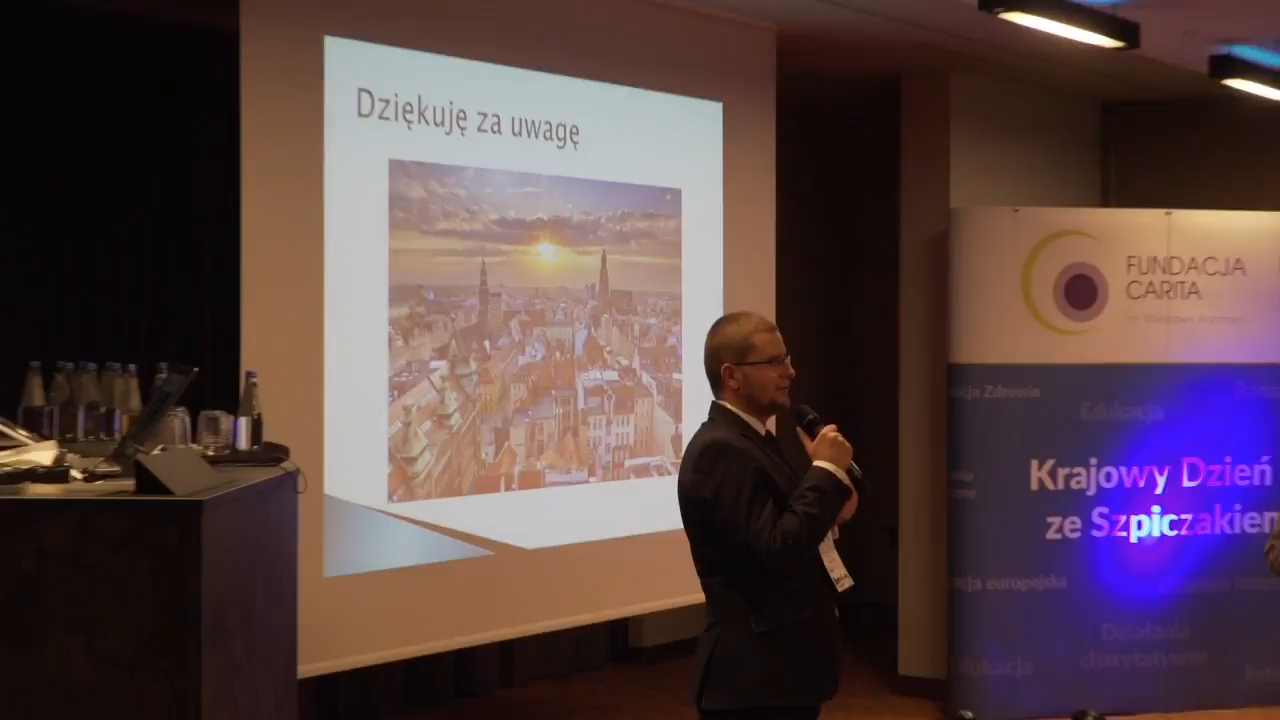 Dziękuję za uwagę
FUNDACJA
CARITA
Edukacja
Krajowy Dzień
ze Szpiczakiem
Działania
charytatywne